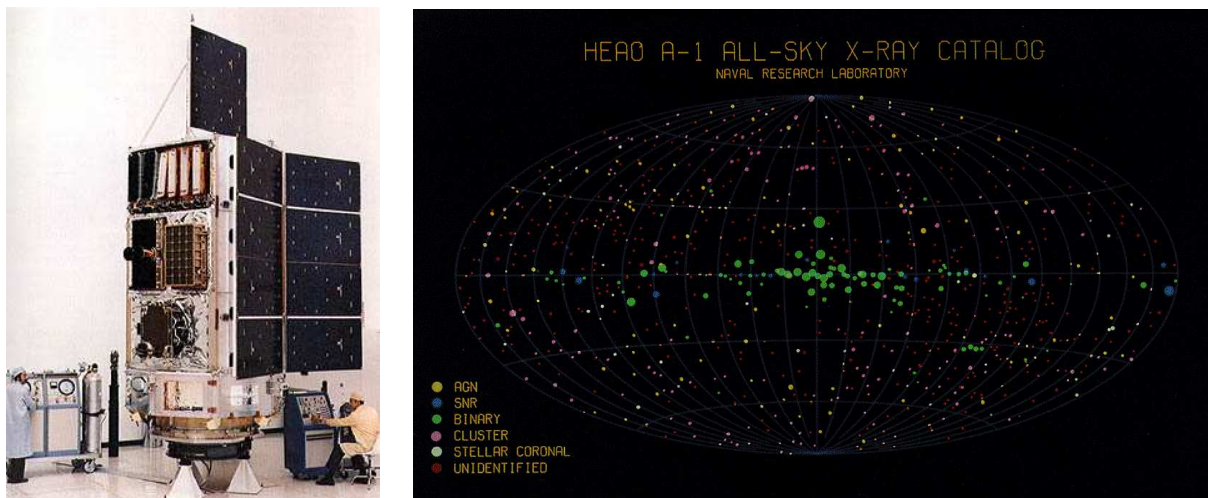 HEAO A-1 ALL-SKY X-RAY CATALOG
NAVAL RESEARCH LABORATORY
AGN
SNR
BINARY
CLUSTER
STELLAR CORONAL
UNIDENTIFIED